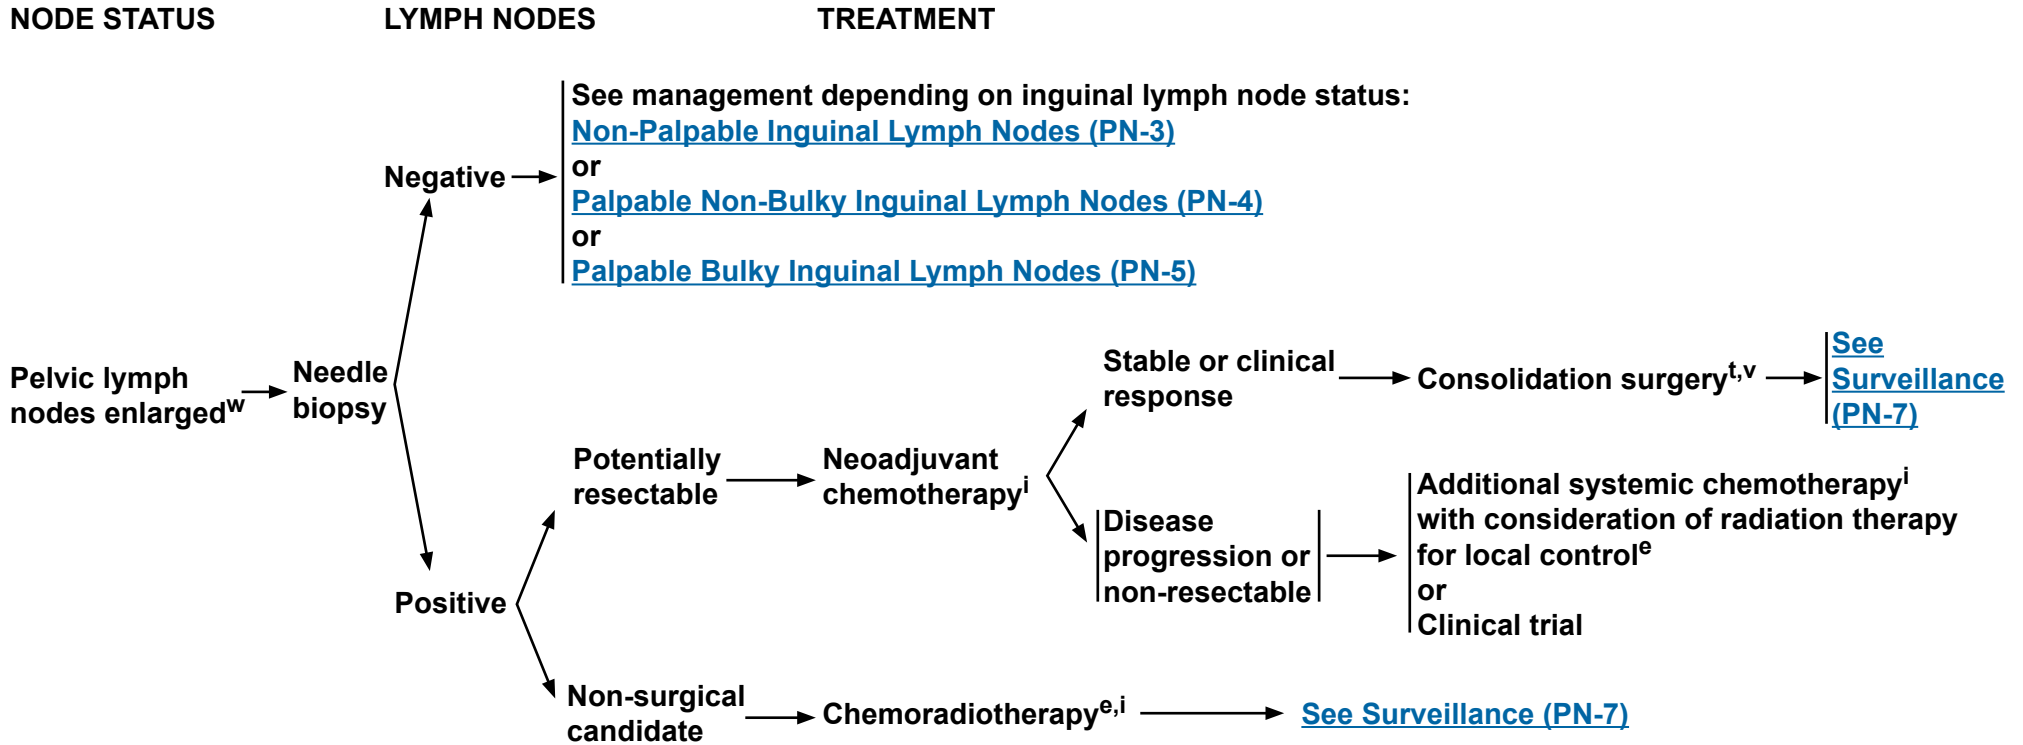 NODE STATUS
LYMPH NODES
TREATMENT
See management depending on inguinal lymph node status:
Non-Palpable Inguinal Lymph Nodes (PN-3)
or
Palpable Non-Bulky Inguinal Lymph Nodes (PN-4)
or
Palpable Bulky Inguinal Lymph Nodes (PN-5)
Negative
Pelvic lymph
nodes enlargedw
Needle
biopsy
Positive
Potentially
resectable
Neoadjuvant
chemotherapyi
Stable or clinical
response
Consolidation surgeryt,v
See
Surveillance
(PN-7)
Disease
progression or
non-resectable
Additional systemic chemotherapyi
with consideration of radiation therapy
for local controle
or
Clinical trial
Non-surgical
candidate
Chemoradiotherapye,i
See Surveillance (PN-7)